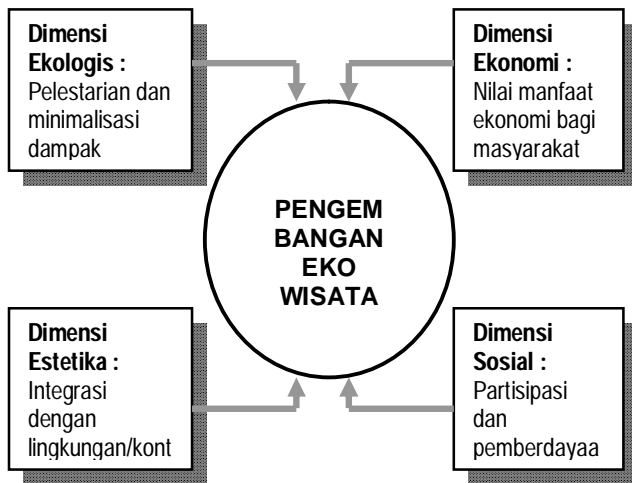 Dimensi
Ekologis :
Pelestarian dan
minimalisasi
dampak
Dimensi
Ekonomi :
Nilai manfaat
ekonomi bagi
masyarakat
PENGEM
BANGAN
EKO
WISATA
Dimensi
Estetika :
Integrasi
dengan
lingkungan/kont
Dimensi
Sosial :
Partisipasi
dan
pemberdayaa